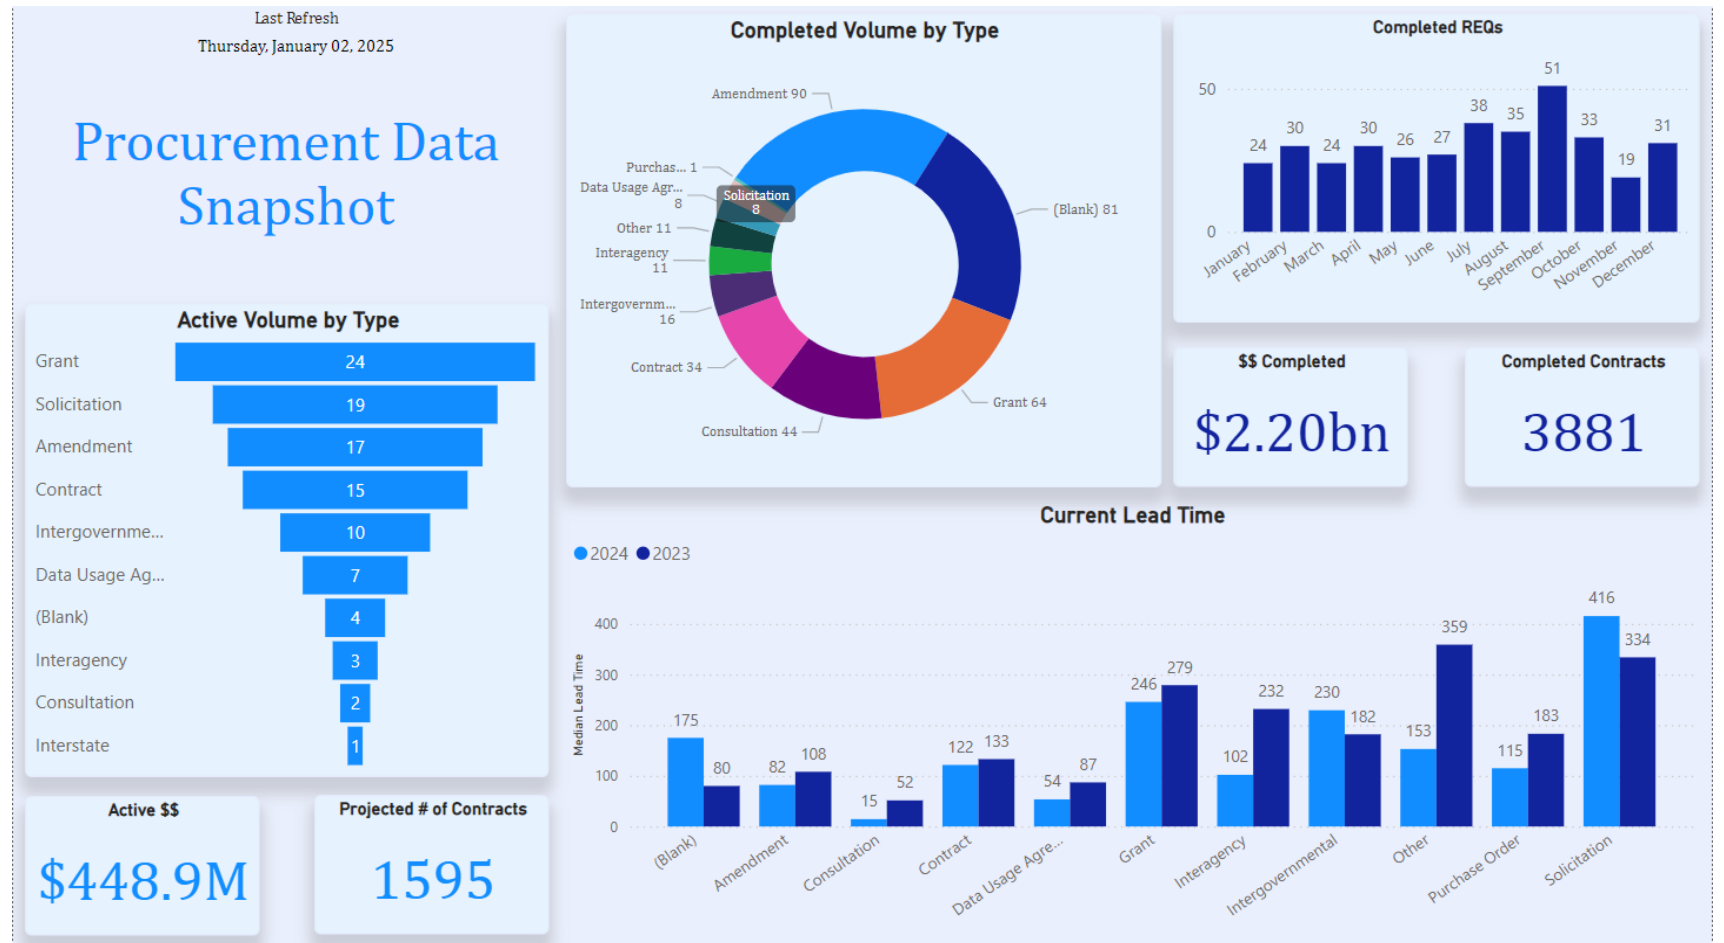 Last Refresh
Thursday, January 02, 2025
Procurement Data
Snapshot
Active Volume by Type
Grant 24
Solicitation 19
Amendment 17
Contract 15
Intergovernme... 10
Data Usage Ag... 7
(Blank) 4
Interagency 3
Consultation 2
Interstate 1
Active $$
$448.9M
Projected # of Contracts
1595
Completed Volume by Type
Amendment 90
Purchas... 1
Data Usage Agr...
8
Solicitation
8
Other 11
Interagency
11
Intergovernm...
16
Contract 34
Consultation 44
Grant 64
(Blank) 81
Completed REQs
50
0
24 30 24 30 26 27 38 35 51 33 19 31
January February March April May June July August September October November December
$$ Completed
$2.20bn
Completed Contracts
3881
Current Lead Time
2024 2023
Median Lead Time
400
300
200
100
0
175 80 82 108 15 52 122 133 54 87 246 279 102 232 230 182 153 359 115 183 416 334
(Blank) Amendment Consultation Contract Data Usage Agre... Grant Interagency Intergovernmental Other Purchase Order Solicitation